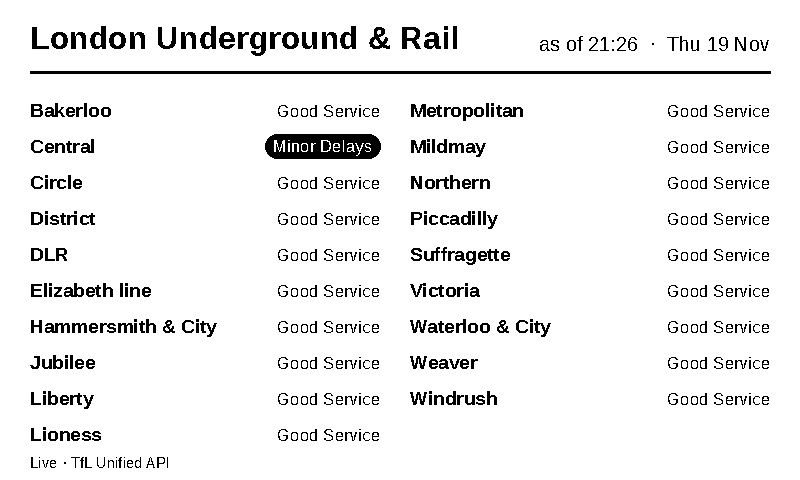 London Underground & Rail
as of 21:26 · Thu 19 Nov
Bakerloo Good Service
Central Minor Delays
Circle Good Service
District Good Service
DLR Good Service
Elizabeth line Good Service
Hammersmith & City Good Service
Jubilee Good Service
Liberty Good Service
Lioness Good Service
Metropolitan Good Service
Mildmay Good Service
Northern Good Service
Piccadilly Good Service
Suffragette Good Service
Victoria Good Service
Waterloo & City Good Service
Weaver Good Service
Windrush Good Service
Live · TfL Unified API